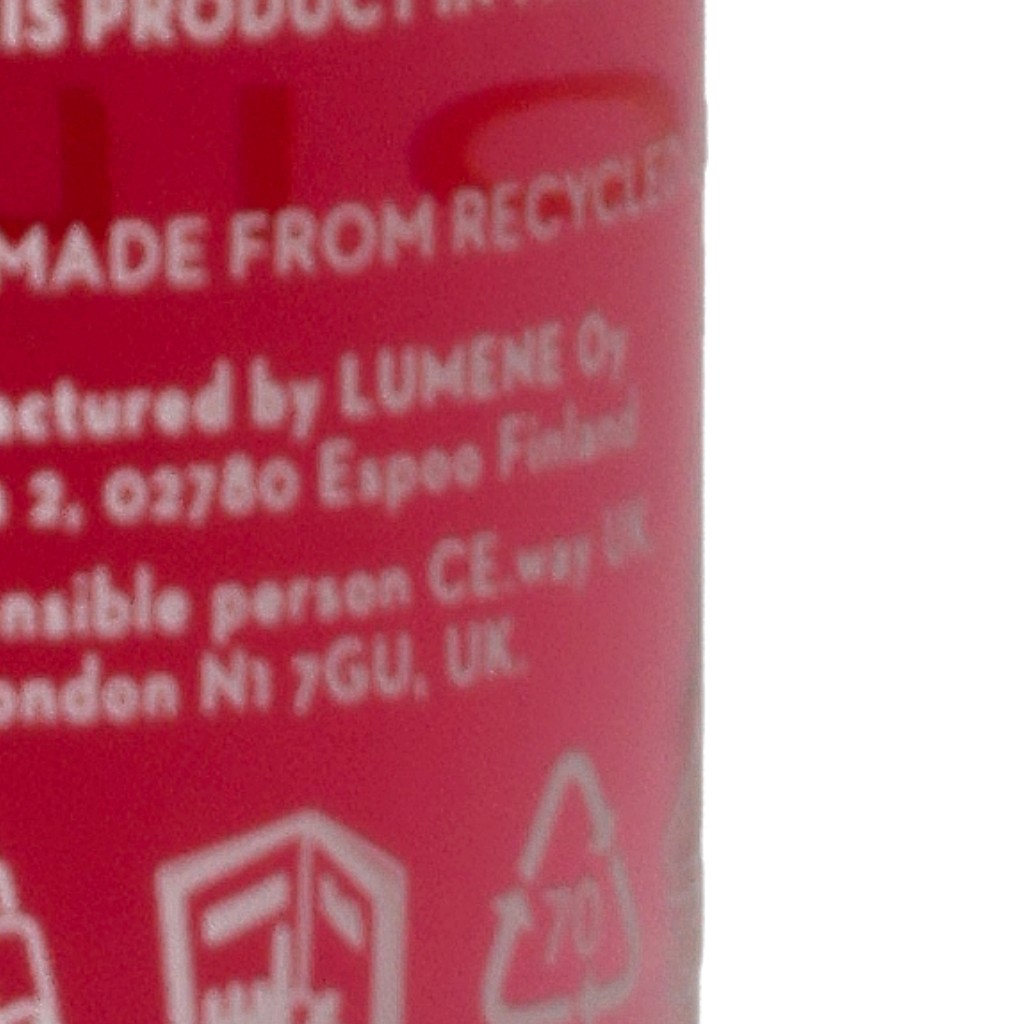 IS PRODUCT IN
MADE FROM RECYCLED
actured by LUMENE Oy
2, 02780 Espoo Finland
nsible person CE.way UK
ondon N1 7GU, UK.
70